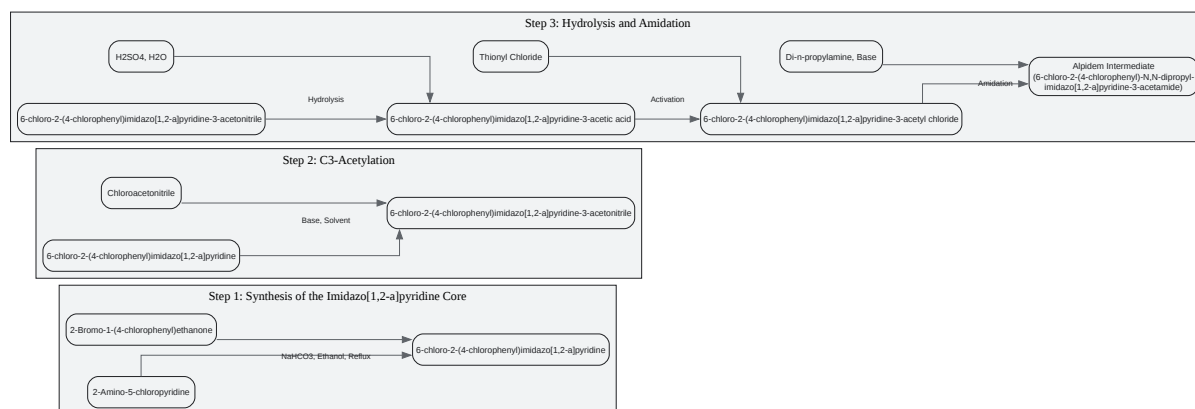 Step 3: Hydrolysis and Amidation
H2SO4, H2O
Thionyl Chloride
Di-n-propylamine, Base
Alpidem Intermediate
(6-chloro-2-(4-chlorophenyl)-N,N-dipropyl-
imidazo[1,2-a]pyridine-3-acetamide)
Hydrolysis
Activation
Amidation
6-chloro-2-(4-chlorophenyl)imidazo[1,2-a]pyridine-3-acetonitrile
6-chloro-2-(4-chlorophenyl)imidazo[1,2-a]pyridine-3-acetic acid
6-chloro-2-(4-chlorophenyl)imidazo[1,2-a]pyridine-3-acetyl chloride
Step 2: C3-Acetylation
Chloroacetonitrile
6-chloro-2-(4-chlorophenyl)imidazo[1,2-a]pyridine-3-acetonitrile
Base, Solvent
6-chloro-2-(4-chlorophenyl)imidazo[1,2-a]pyridine
Step 1: Synthesis of the Imidazo[1,2-a]pyridine Core
2-Bromo-1-(4-chlorophenyl)ethanone
6-chloro-2-(4-chlorophenyl)imidazo[1,2-a]pyridine
NaHCO3, Ethanol, Reflux
2-Amino-5-chloropyridine